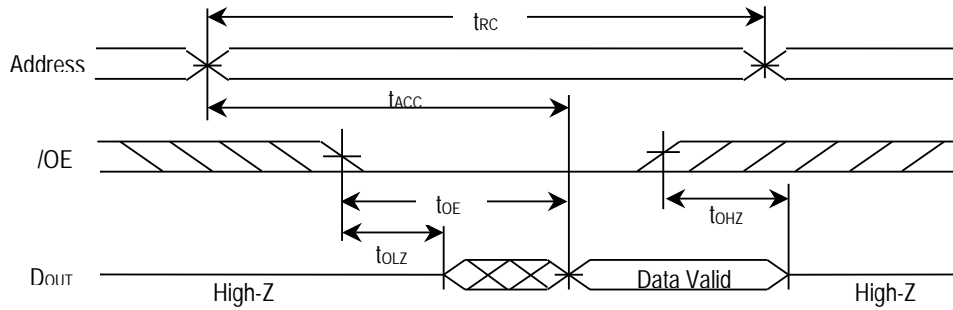 tRC
Address
tACC
/OE
tOE
tOHZ
tOLZ
DOUT
Data Valid
High-Z
High-Z